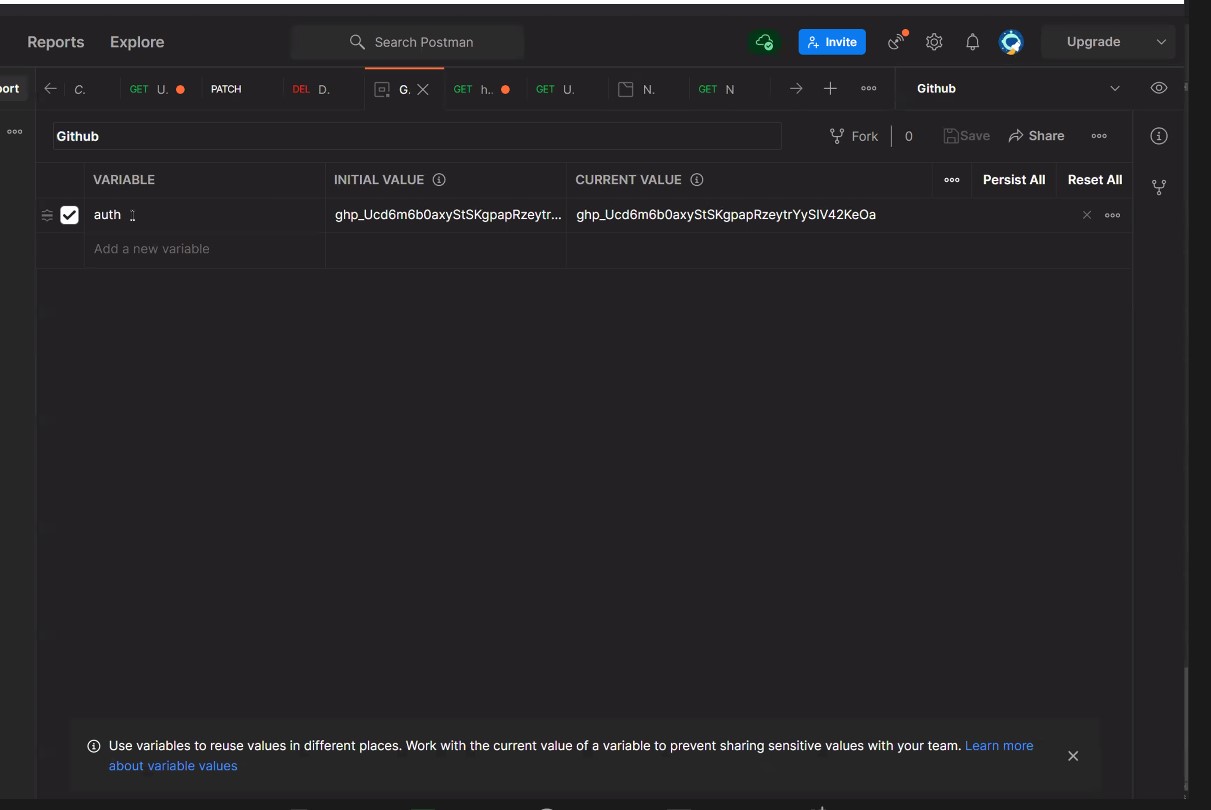 Reports Explore Search Postman Invite Upgrade
ort C. GET U. PATCH DEL D. G. GET h.. GET U. N. GET N Github
Github Fork 0 Save Share
VARIABLE INITIAL VALUE CURRENT VALUE Persist All Reset All
auth ghp_Ucd6m6b0axyStSKgpapRzeytr... 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
Add a new variable
Use variables to reuse values in different places. Work with the current value of a variable to prevent sharing sensitive values with your team. Learn more
about variable values